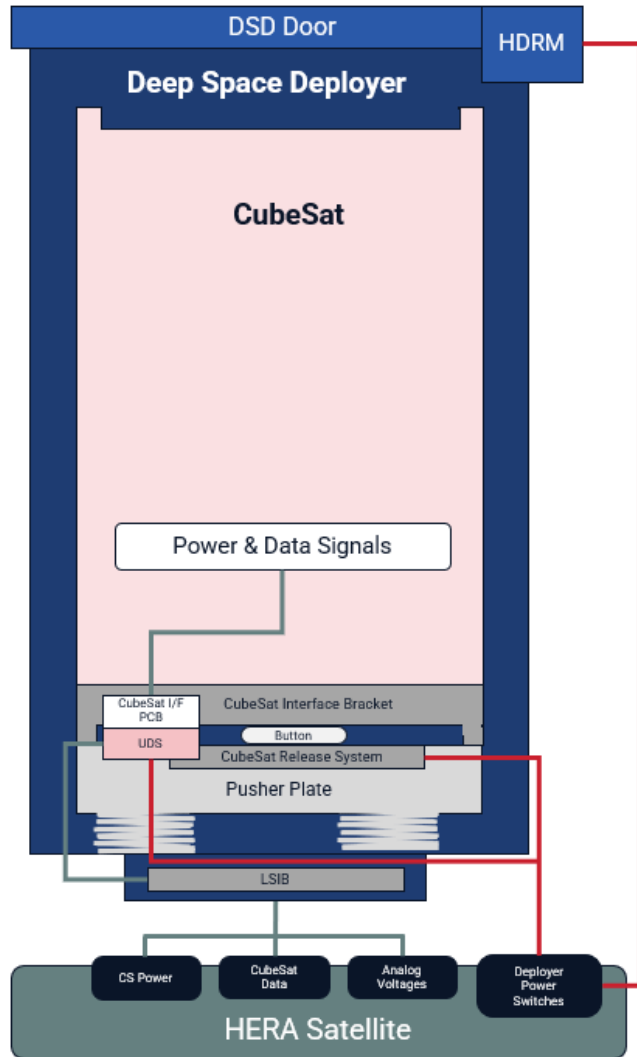 DSD Door
HDRM
Deep Space Deployer
CubeSat
Power & Data Signals
CubeSat I/F
PCB
CubeSat Interface Bracket
Button
UDS
CubeSat Release System
Pusher Plate
LSIB
CS Power
CubeSat
Data
Analog
Voltages
Deployer
Power
Switches
HERA Satellite